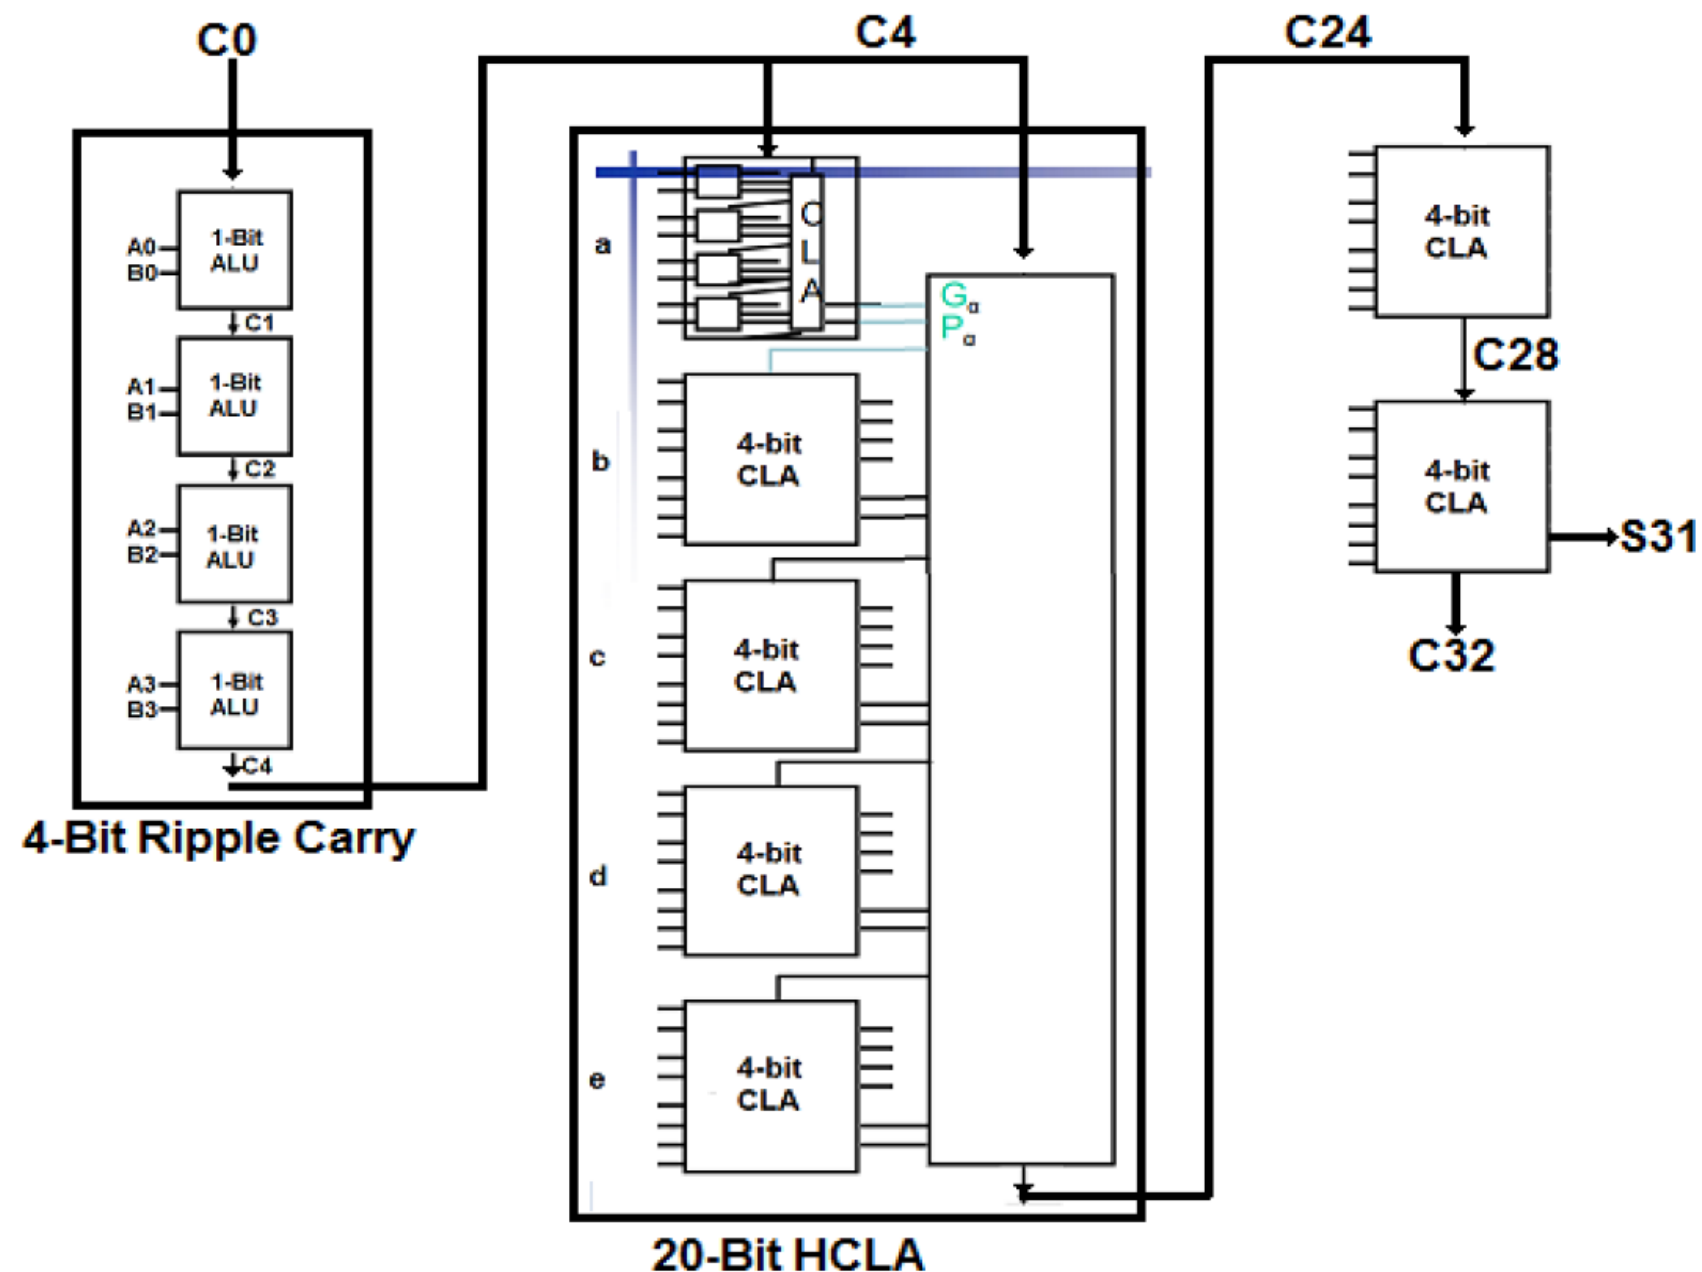 C0
1-Bit
ALU
A0
B0
C1
1-Bit
ALU
A1
B1
C2
1-Bit
ALU
A2
B2
C3
1-Bit
ALU
A3
B3
C4
4-Bit Ripple Carry
C4
a
C
L
A
Ga
Pa
b
4-bit
CLA
c
4-bit
CLA
d
4-bit
CLA
e
4-bit
CLA
20-Bit HCLA
C24
4-bit
CLA
C28
4-bit
CLA
S31
C32